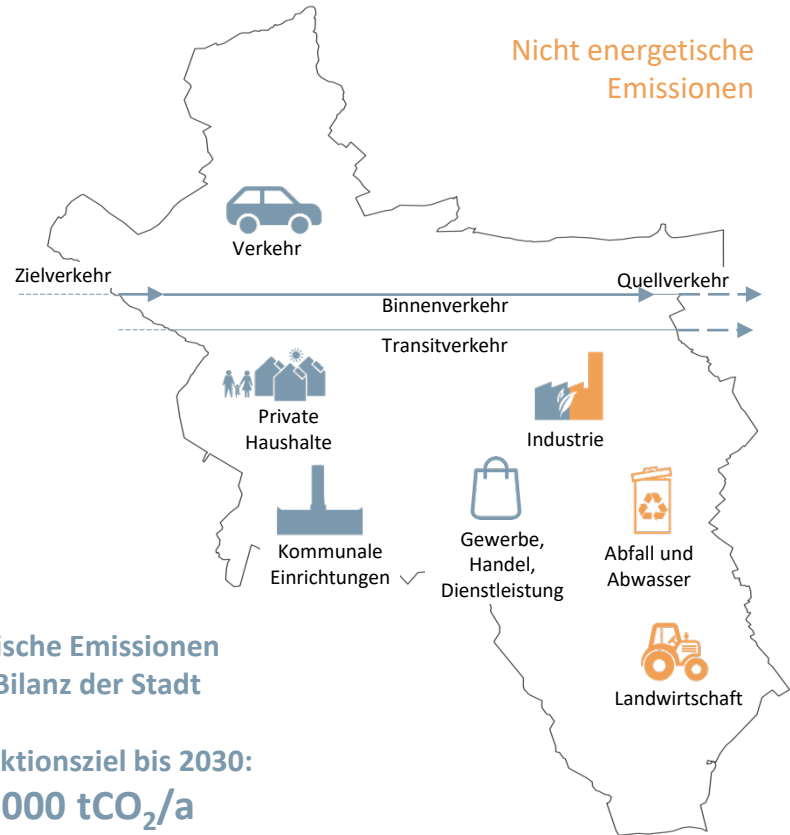 Nicht energetische
Emissionen
Verkehr
Zielverkehr
Quellverkehr
Binnenverkehr
Transitverkehr
Private
Haushalte
Industrie
Kommunale
Einrichtungen
Gewerbe,
Handel,
Dienstleistung
Abfall und
Abwasser
Landwirtschaft
ische Emissionen
Bilanz der Stadt
ktionsziel bis 2030:
000 tCO₂/a